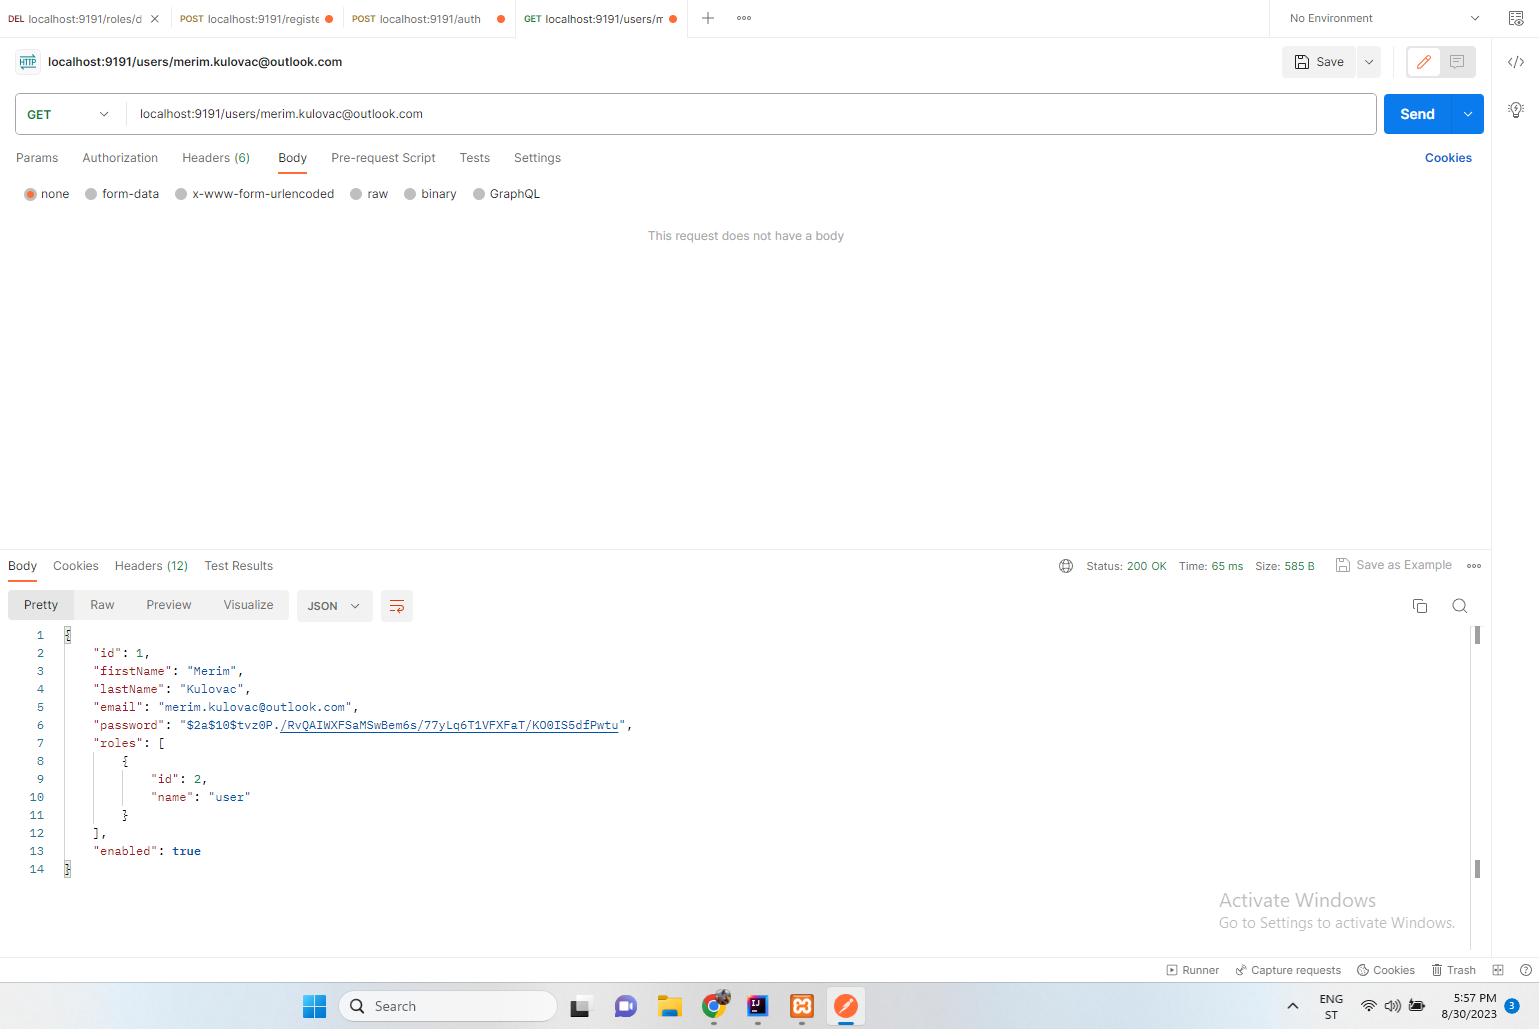 DEL localhost:9191/roles/d
POST localhost:9191/registe
POST localhost:9191/auth
GET localhost:9191/users/m
No Environment
HTTP localhost:9191/users/merim.kulovac@outlook.com
Save
GET localhost:9191/users/merim.kulovac@outlook.com
Send
Params Authorization Headers (6) Body Pre-request Script Tests Settings
Cookies
none form-data x-www-form-urlencoded raw binary GraphQL
This request does not have a body
Body Cookies Headers (12) Test Results
Status: 200 OK Time: 65 ms Size: 585 B Save as Example
Pretty Raw Preview Visualize JSON
1 {
2 "id": 1,
3 "firstName": "Merim",
4 "lastName": "Kulovac",
5 "email": "merim.kulovac@outlook.com",
6 "password": "$2a$10$tvz0P./RvQAIWXFSaMSwBem6s/77yLq6T1VFXFaT/KO0IS5dfPwtu",
7 "roles": [
8 {
9 "id": 2,
10 "name": "user"
11 }
12 ],
13 "enabled": true
14 }
Activate Windows
Go to Settings to activate Windows.
Runner Capture requests Cookies Trash
Search
ENG
ST
5:57 PM
8/30/2023
3